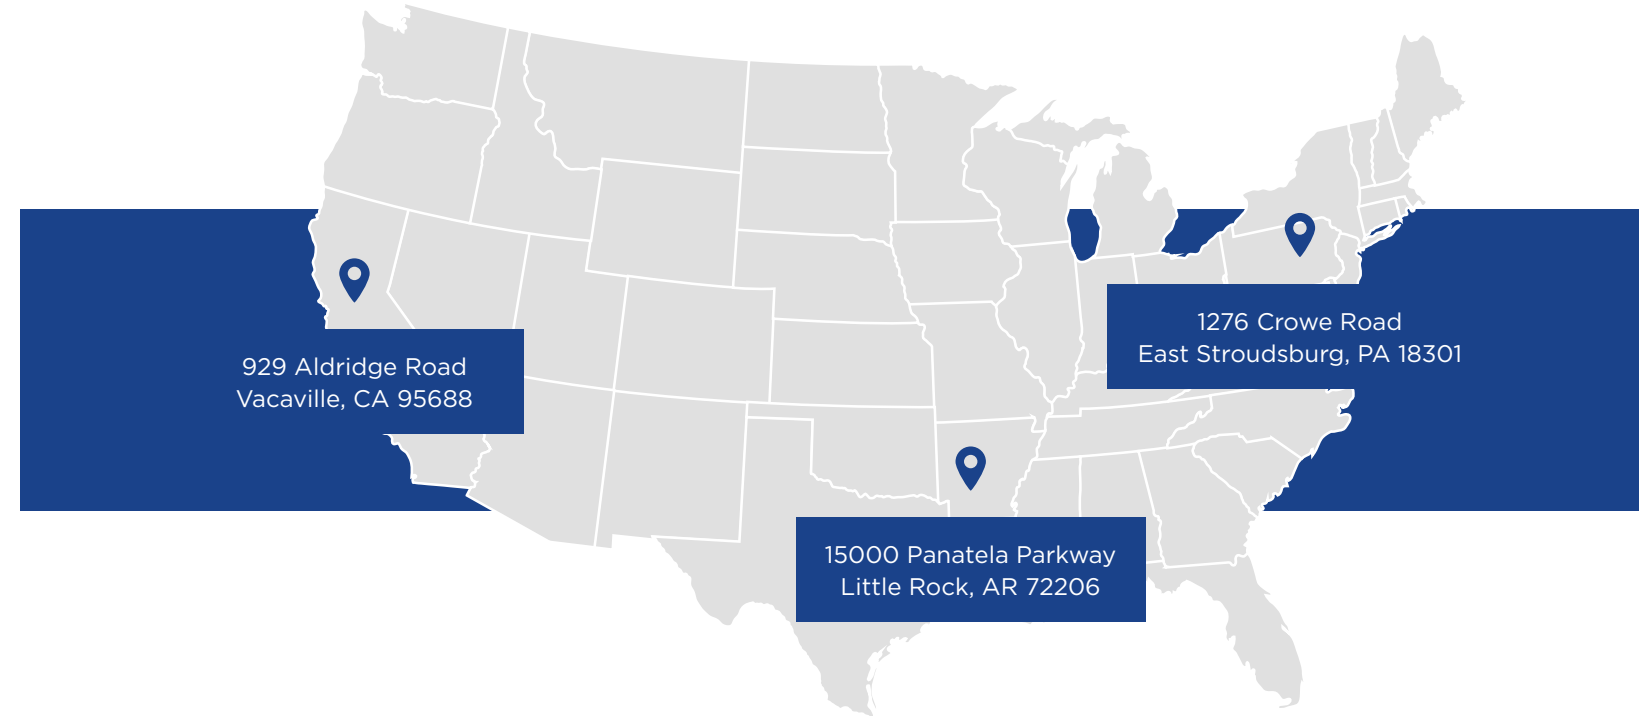 929 Aldridge Road
Vacaville, CA 95688
1276 Crowe Road
East Stroudsburg, PA 18301
15000 Panatela Parkway
Little Rock, AR 72206